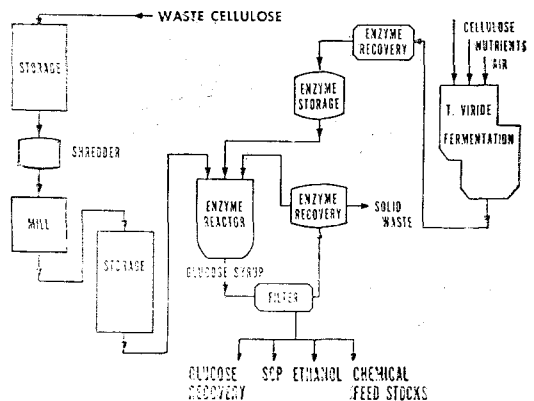 WASTE CELLULOSE
STORAGE
SHREDDER
MILL
STORAGE
ENZYME
REACTOR
GLUCOSE SYRUP
ENZYME
STORAGE
ENZYME
RECOVERY
CELLULOSE
NUTRIENTS
AIR
T. VIRIDE
FERMENTATION
ENZYME
RECOVERY
SOLID
WASTE
FILTER
GLUCOSE
RECOVERY
SCP
ETHANOL
CHEMICAL
FEED STOCKS